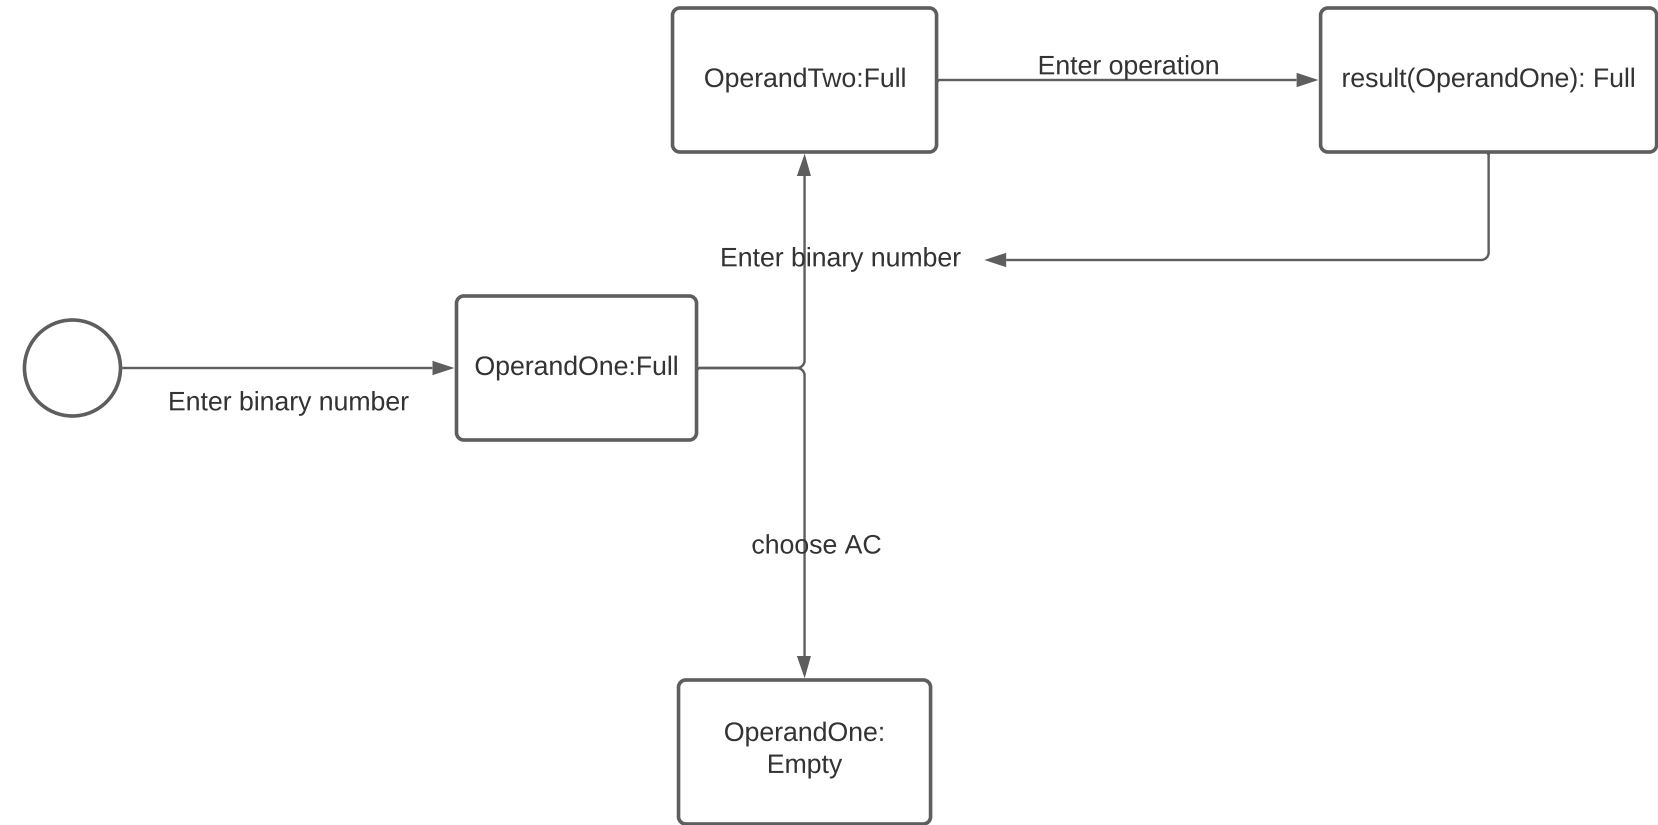 OperandTwo:Full
Enter operation
result(OperandOne): Full
Enter binary number
OperandOne:Full
Enter binary number
choose AC
OperandOne:
Empty